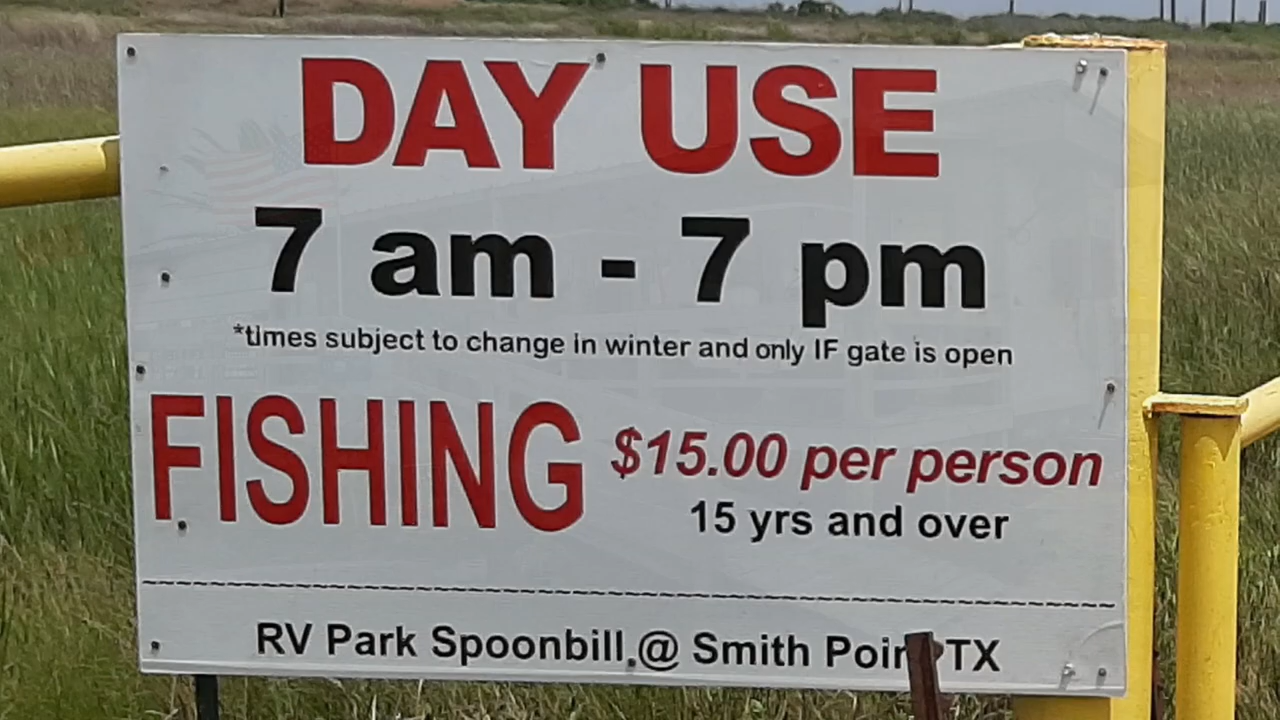 DAY USE
7 am - 7 pm
*times subject to change in winter and only IF gate is open
FISHING $15.00 per person
15 yrs and over
RV Park Spoonbill @ Smith Point TX